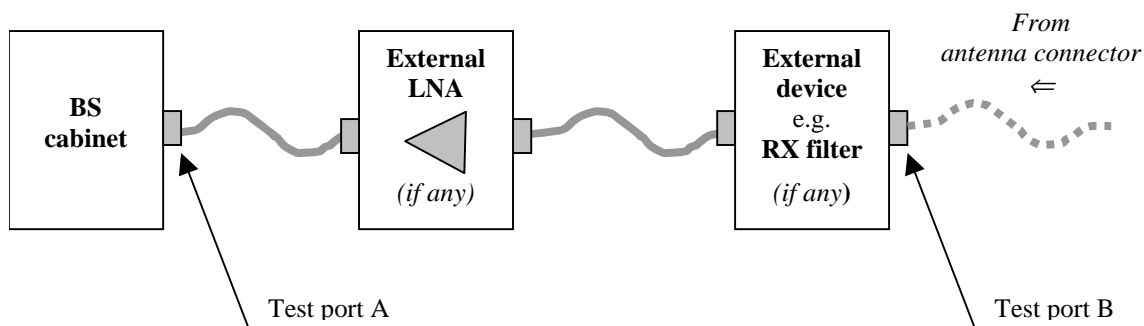 BS
cabinet
External
LNA
(if any)
External
device
e.g.
RX filter
(if any)
From
antenna connector
⇐
Test port A
Test port B